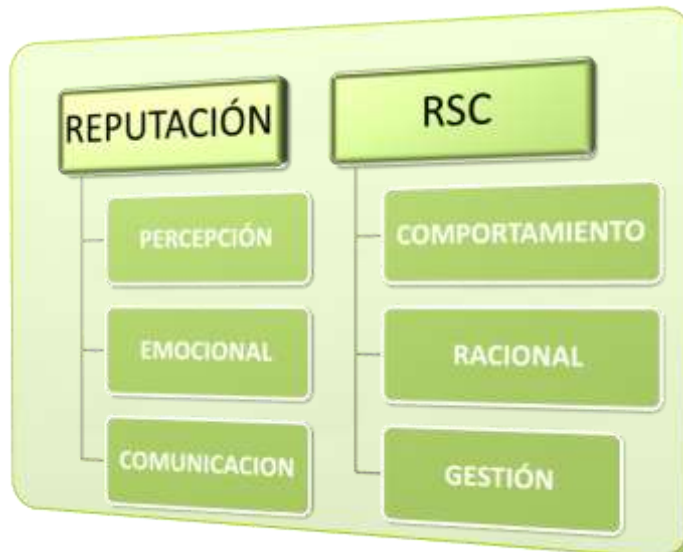 REPUTACIÓN
PERCEPCIÓN
EMOCIONAL
COMUNICACION
RSC
COMPORTAMIENTO
RACIONAL
GESTIÓN